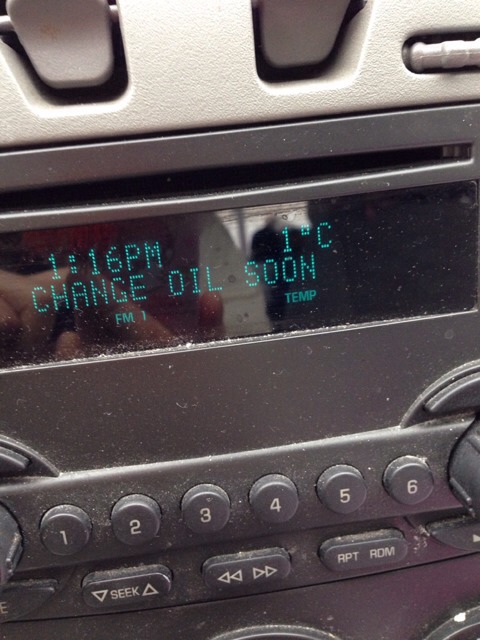 1:16PM 1°C
CHANGE OIL SOON
FM 1 TEMP
1 2 3 4 5 6
SEEK RPT RDM